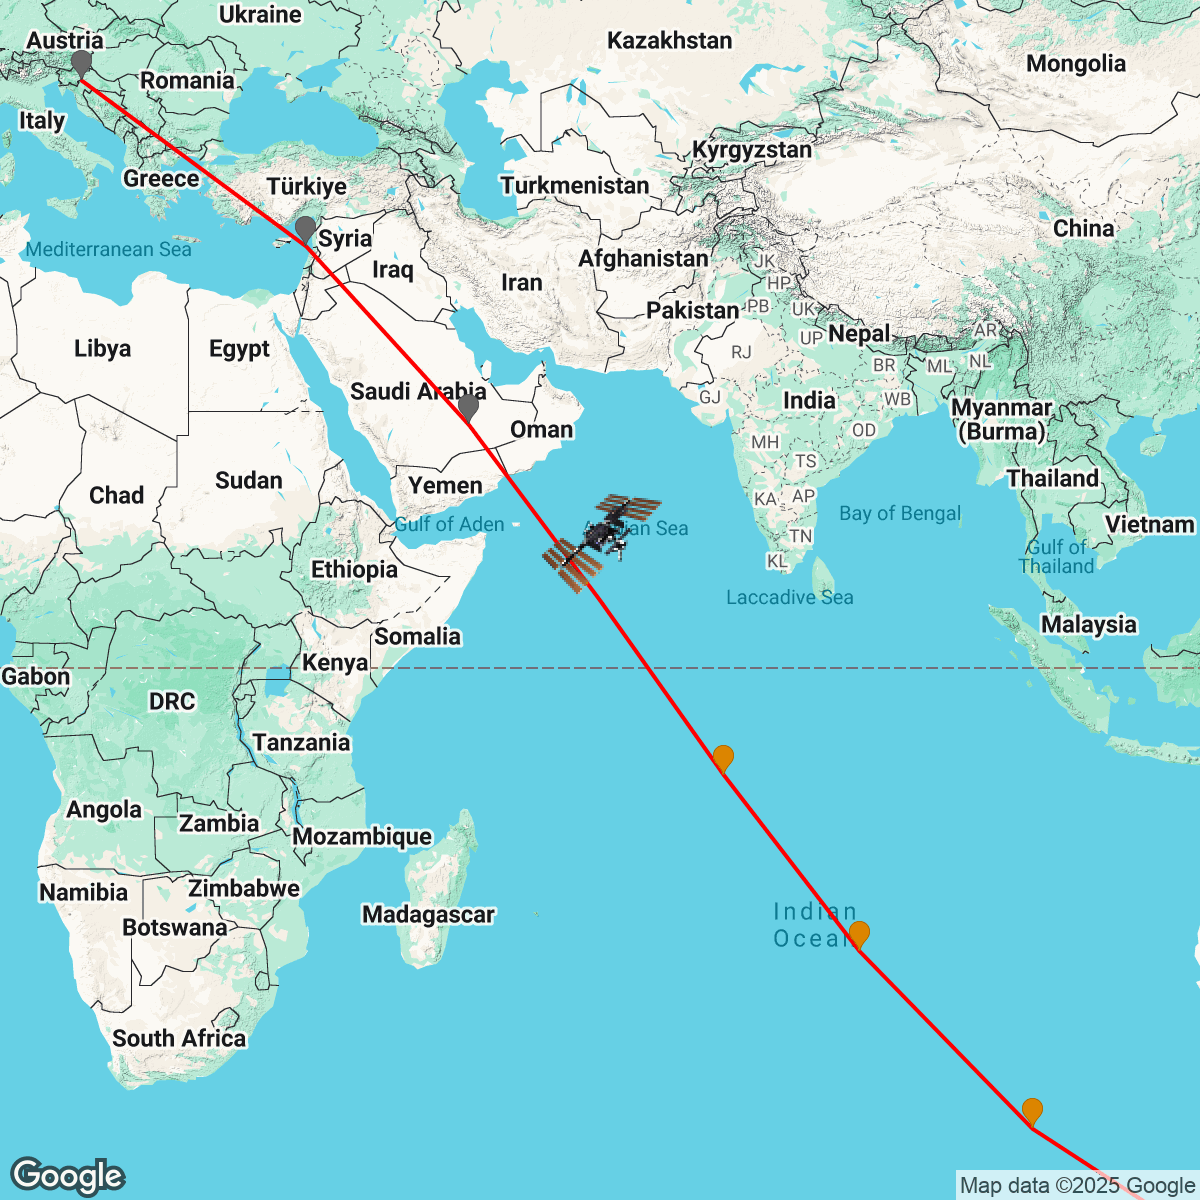 Ukraine
Austria
Kazakhstan
Mongolia
Romania
Italy
Kyrgyzstan
Greece
Türkiye
Turkmenistan
China
Syria
Mediterranean Sea
Afghanistan
JK
Iraq
Iran
HP
Pakistan
PB
UK
Nepal
AR
UP
Libya
Egypt
RJ
BR
ML
NL
Saudi Arabia
GJ
India
WB
Myanmar
(Burma)
Oman
OD
MH
TS
Thailand
Sudan
Yemen
Chad
KA
AP
Bay of Bengal
Gulf of Aden
Vietnam
Sea
TN
Gulf of
Thailand
KL
Ethiopia
Laccadive Sea
Malaysia
Somalia
Kenya
Gabon
DRC
Tanzania
Angola
Zambia
Mozambique
Zimbabwe
Namibia
Madagascar
Indian
Ocean
Botswana
South Africa
Google
Map data ©2025 Google